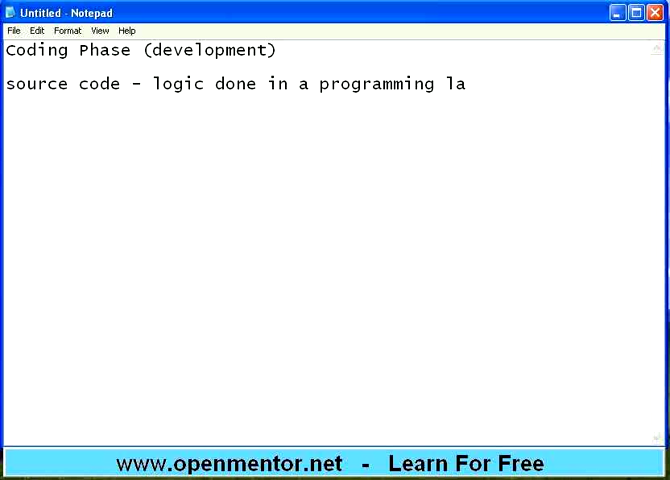 Untitled - Notepad
File Edit Format View Help
Coding Phase (development)
source code - logic done in a programming la
www.openmentor.net - Learn For Free